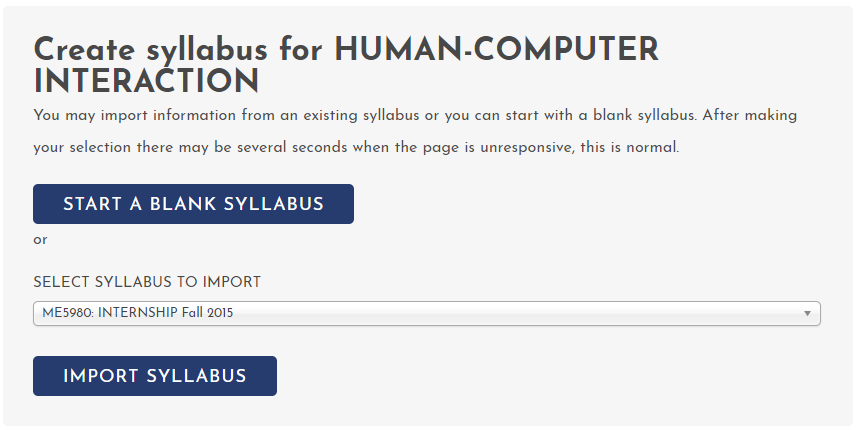 Create syllabus for HUMAN-COMPUTER
INTERACTION
You may import information from an existing syllabus or you can start with a blank syllabus. After making
your selection there may be several seconds when the page is unresponsive, this is normal.
START A BLANK SYLLABUS
or
SELECT SYLLABUS TO IMPORT
ME5980: INTERNSHIP Fall 2015
IMPORT SYLLABUS